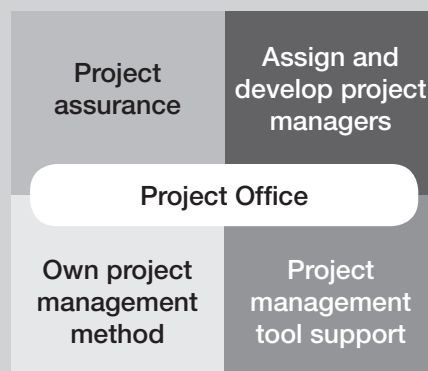 Project
assurance
Assign and
develop project
managers
Project Office
Own project
management
method
Project
management
tool support